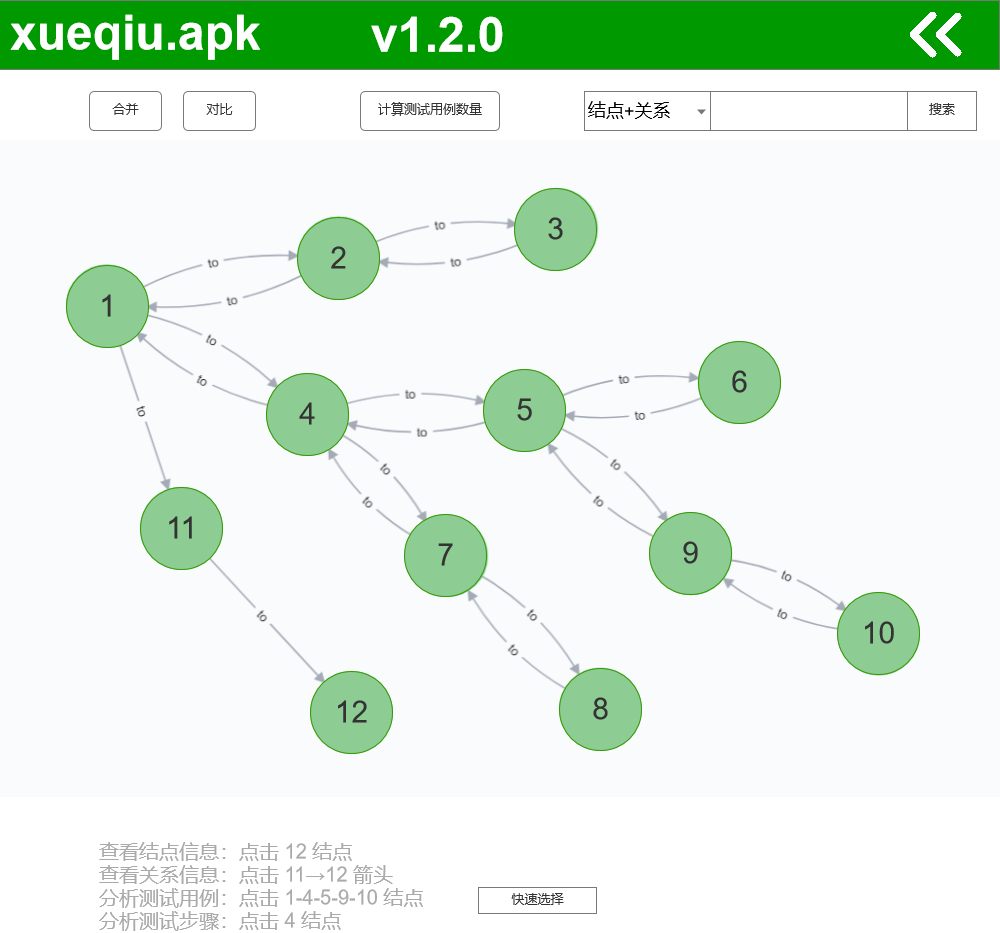 xueqiu.apk v1.2.0
合并 对比 计算测试用例数量 结点+关系 搜索
3
to
2
to
to
to
1
to
to
6
to
to
to
5
to
4
to
to
to
to
to
to
11
9
7
to
to
10
to
to
to
8
12
查看结点信息：点击 12 结点
查看关系信息：点击 11→12 箭头
分析测试用例：点击 1-4-5-9-10 结点
快速选择
分析测试步骤：点击 4 结点